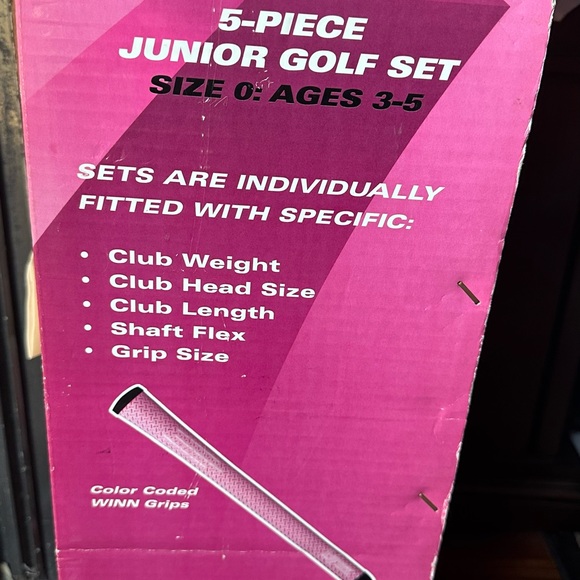 5-PIECE
JUNIOR GOLF SET
SIZE 0: AGES 3-5
SETS ARE INDIVIDUALLY
FITTED WITH SPECIFIC:
• Club Weight
• Club Head Size
• Club Length
• Shaft Flex
• Grip Size
Color Coded
WINN Grips